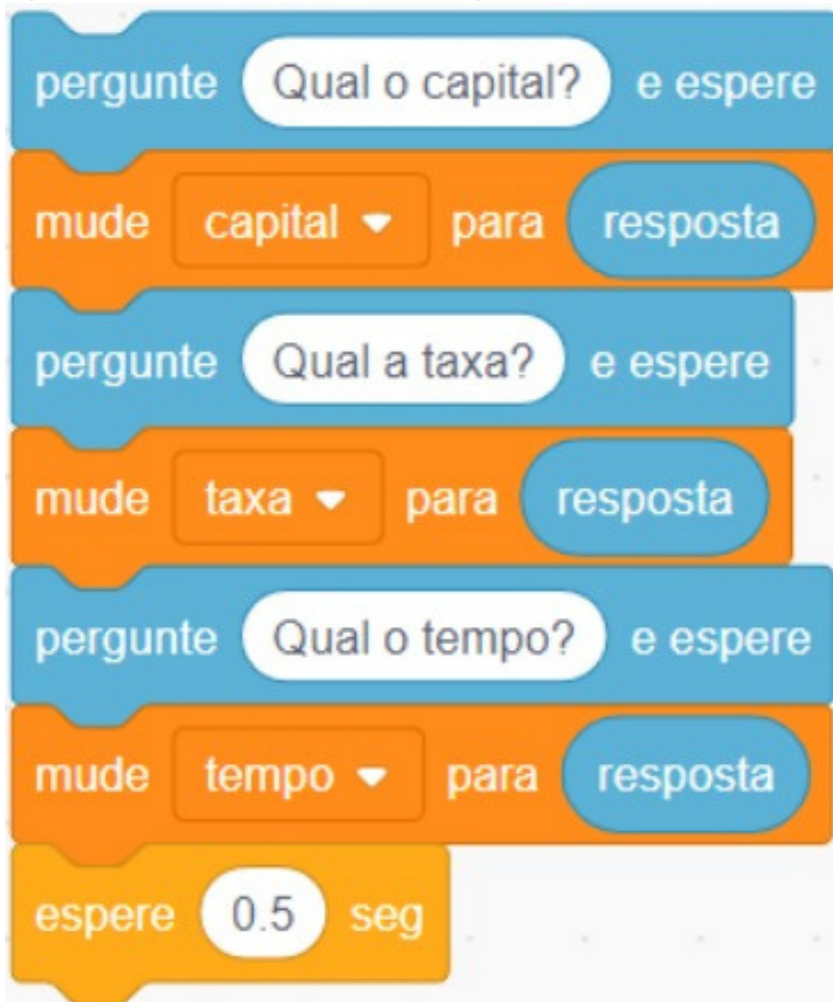 pergunte Qual o capital? e espere
mude capital para resposta
pergunte Qual a taxa? e espere
mude taxa para resposta
pergunte Qual o tempo? e espere
mude tempo para resposta
espere 0.5 seg